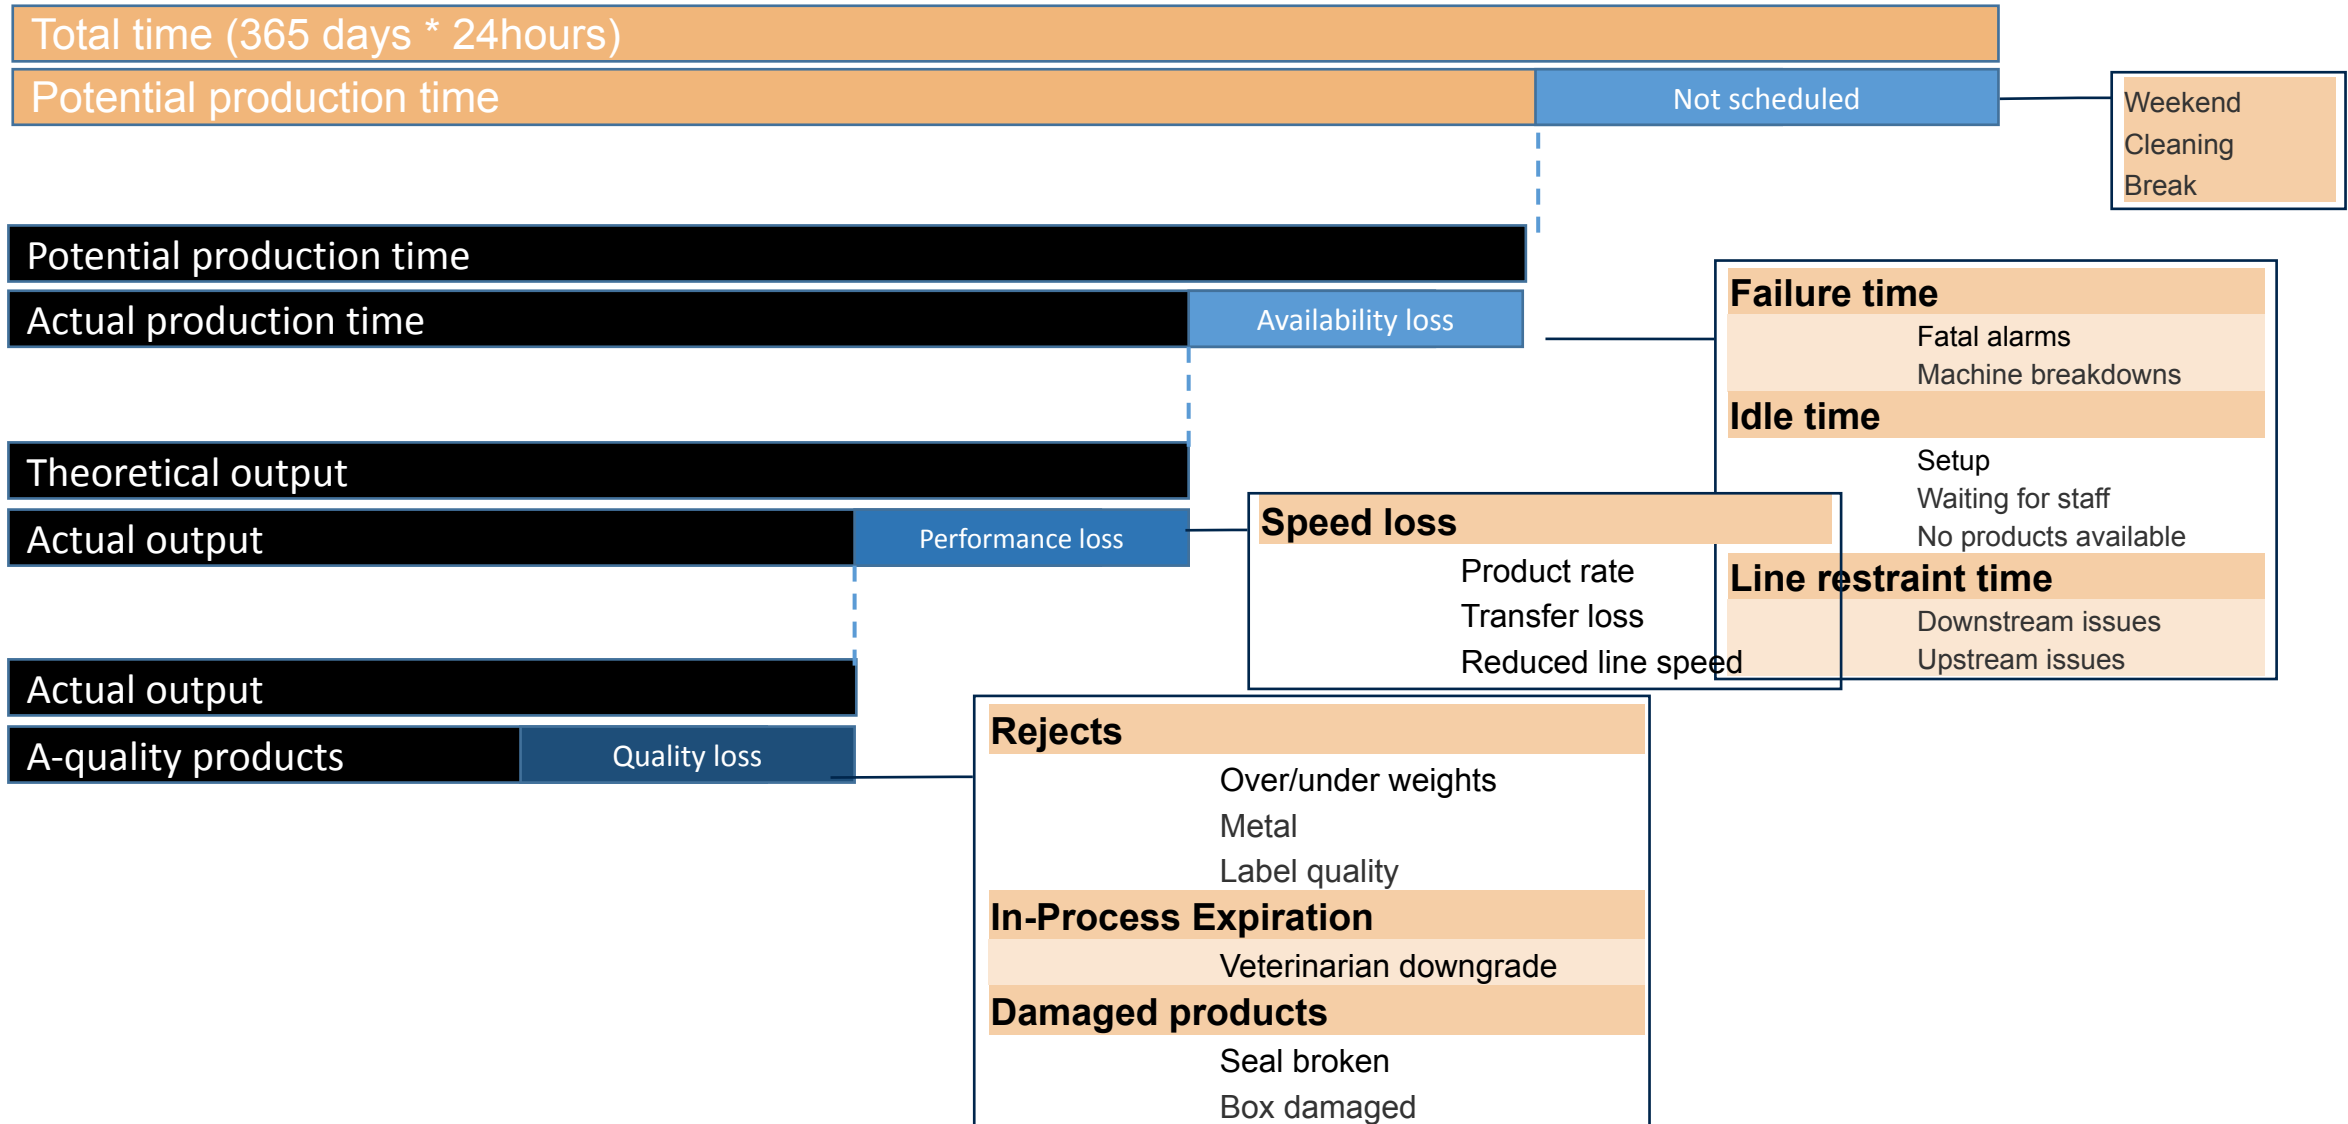 Total time (365 days * 24hours)
Potential production time
Not scheduled
Weekend
Cleaning
Break
Potential production time
Actual production time
Availability loss
Failure time
Fatal alarms
Machine breakdowns
Idle time
Setup
Waiting for staff
No products available
Line restraint time
Downstream issues
Upstream issues
Theoretical output
Actual output
Performance loss
Speed loss
Product rate
Transfer loss
Reduced line speed
Actual output
A-quality products
Quality loss
Rejects
Over/under weights
Metal
Label quality
In-Process Expiration
Veterinarian downgrade
Damaged products
Seal broken
Box damaged